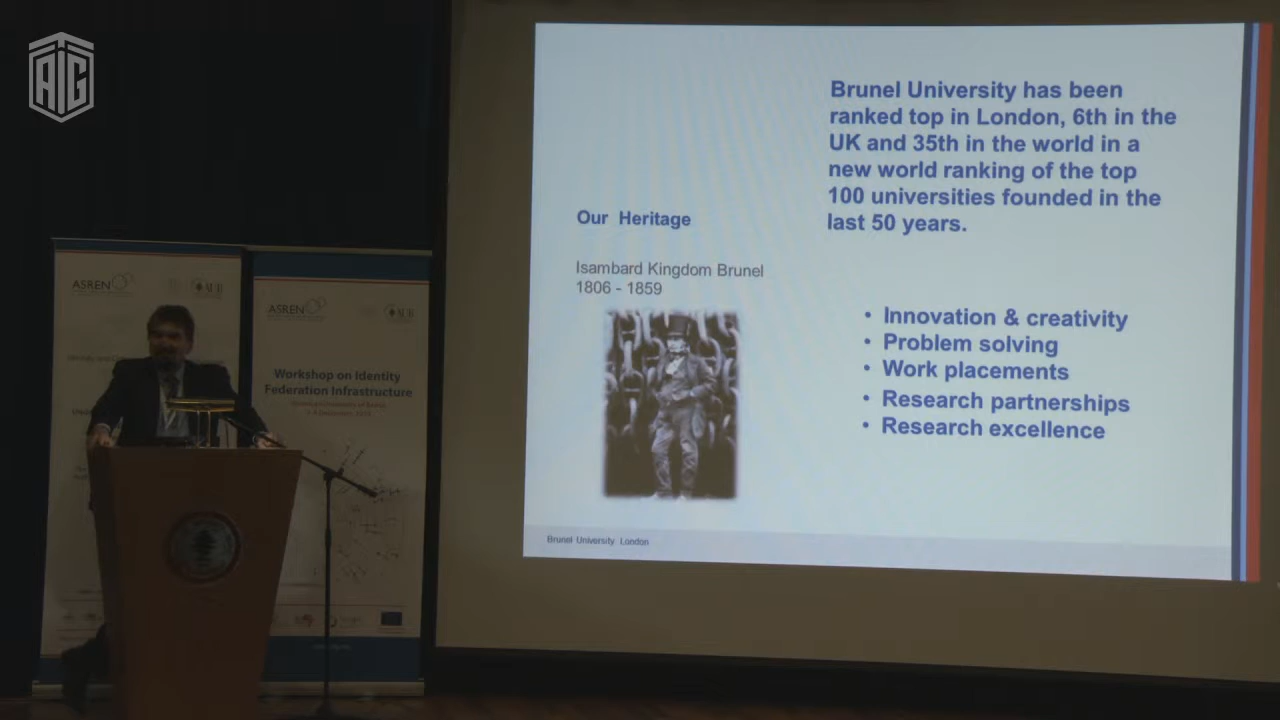 AG
ASREN
AUB
ASREN
AUB
Workshop on Identity
Federation Infrastructure
Our Heritage
Isambard Kingdom Brunel
1806 - 1859
Brunel University has been
ranked top in London, 6th in the
UK and 35th in the world in a
new world ranking of the top
100 universities founded in the
last 50 years.
• Innovation & creativity
• Problem solving
• Work placements
• Research partnerships
• Research excellence
Brunel University London